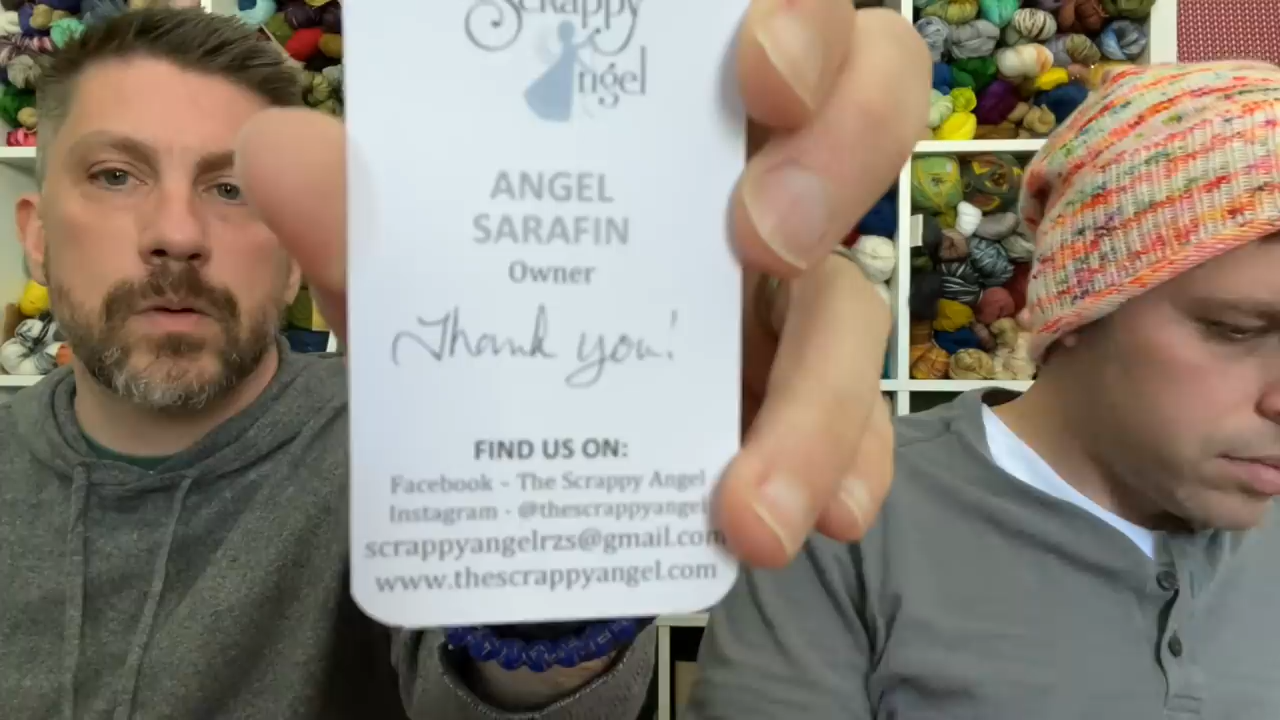 Scrappy
Angel
ANGEL
SARAFIN
Owner
Thank you!
FIND US ON:
Facebook - The Scrappy Angel
Instagram - @thescrappyangel
scrappyangelrzs@gmail.com
www.thescrappyangel.com